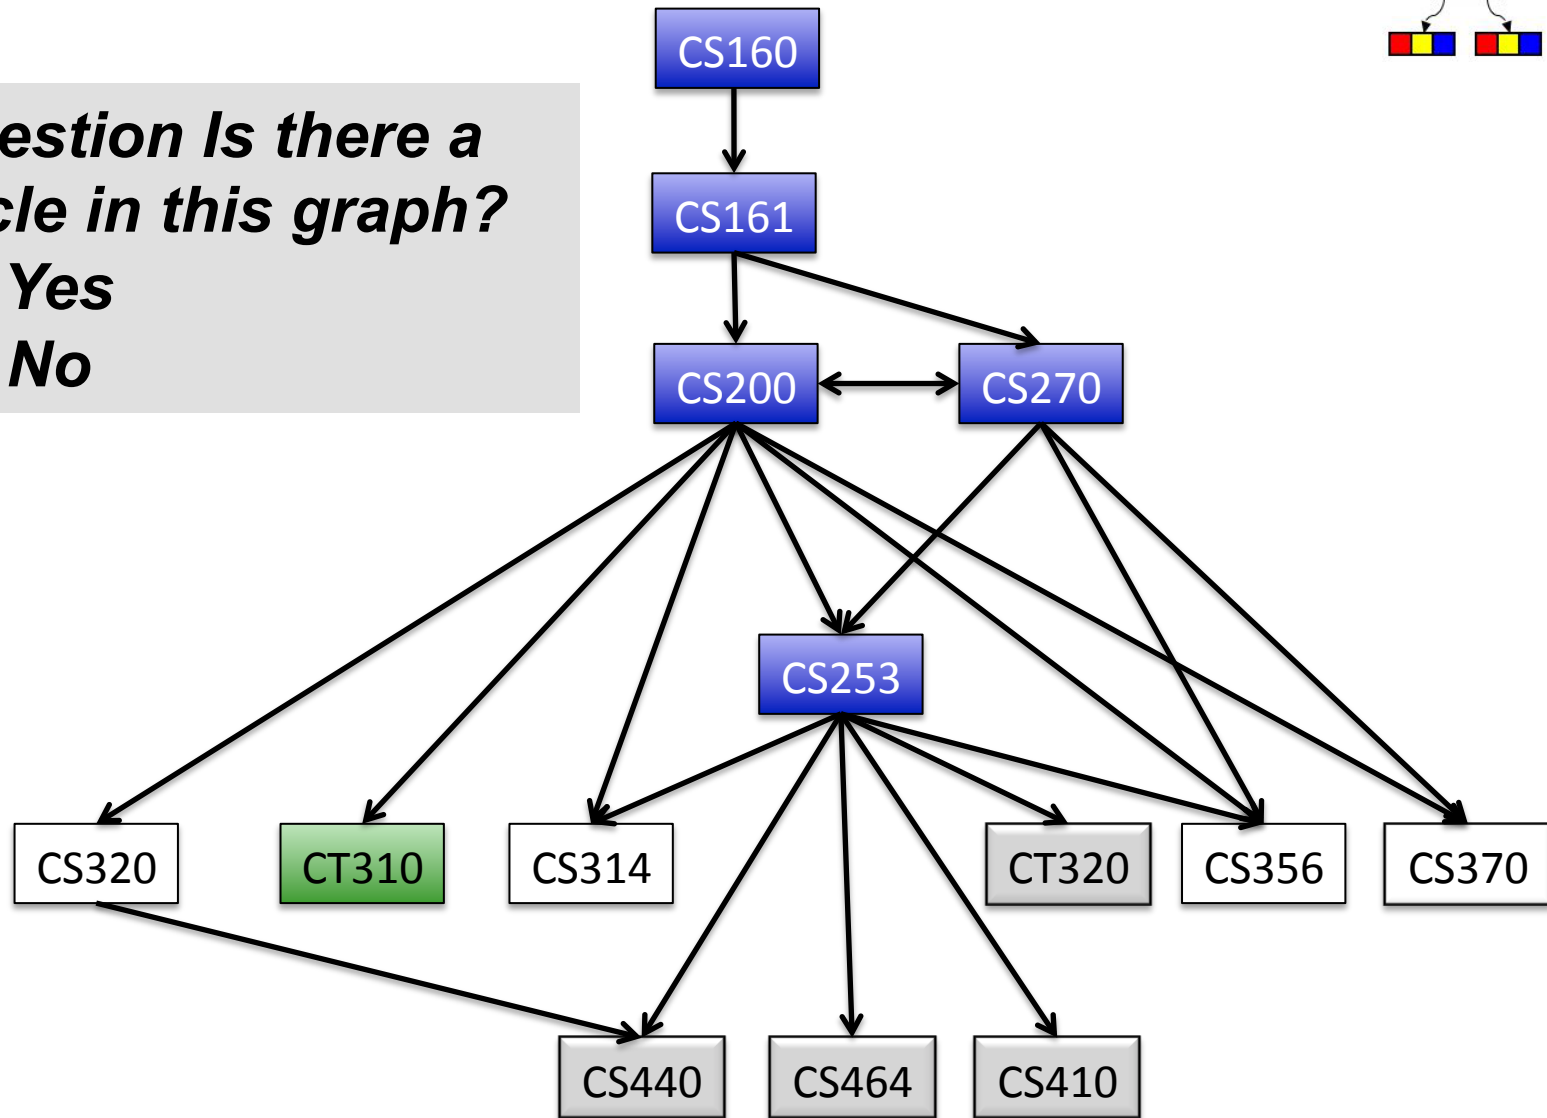 estion Is there a
cle in this graph?
Yes
No
CS160
CS161
CS200 CS270
CS253
CS320 CT310 CS314 CT320 CS356 CS370
CS440 CS464 CS410